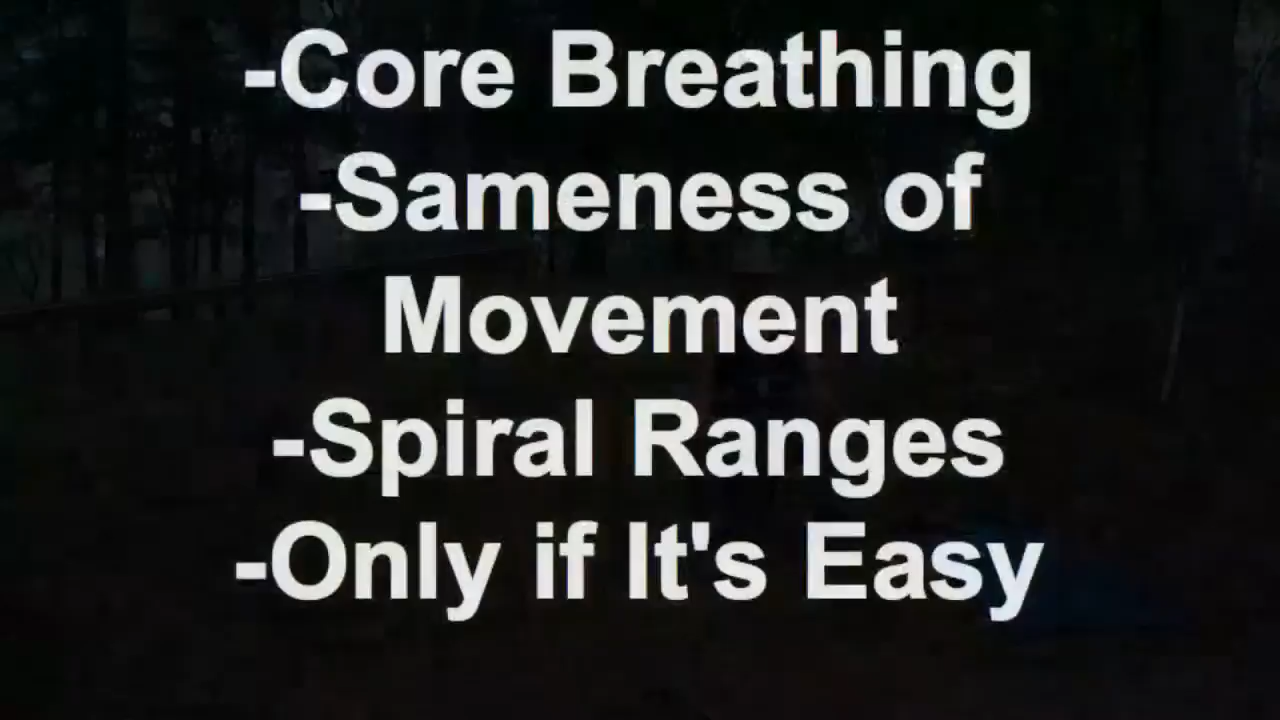 -Core Breathing
-Sameness of
Movement
-Spiral Ranges
-Only if It's Easy